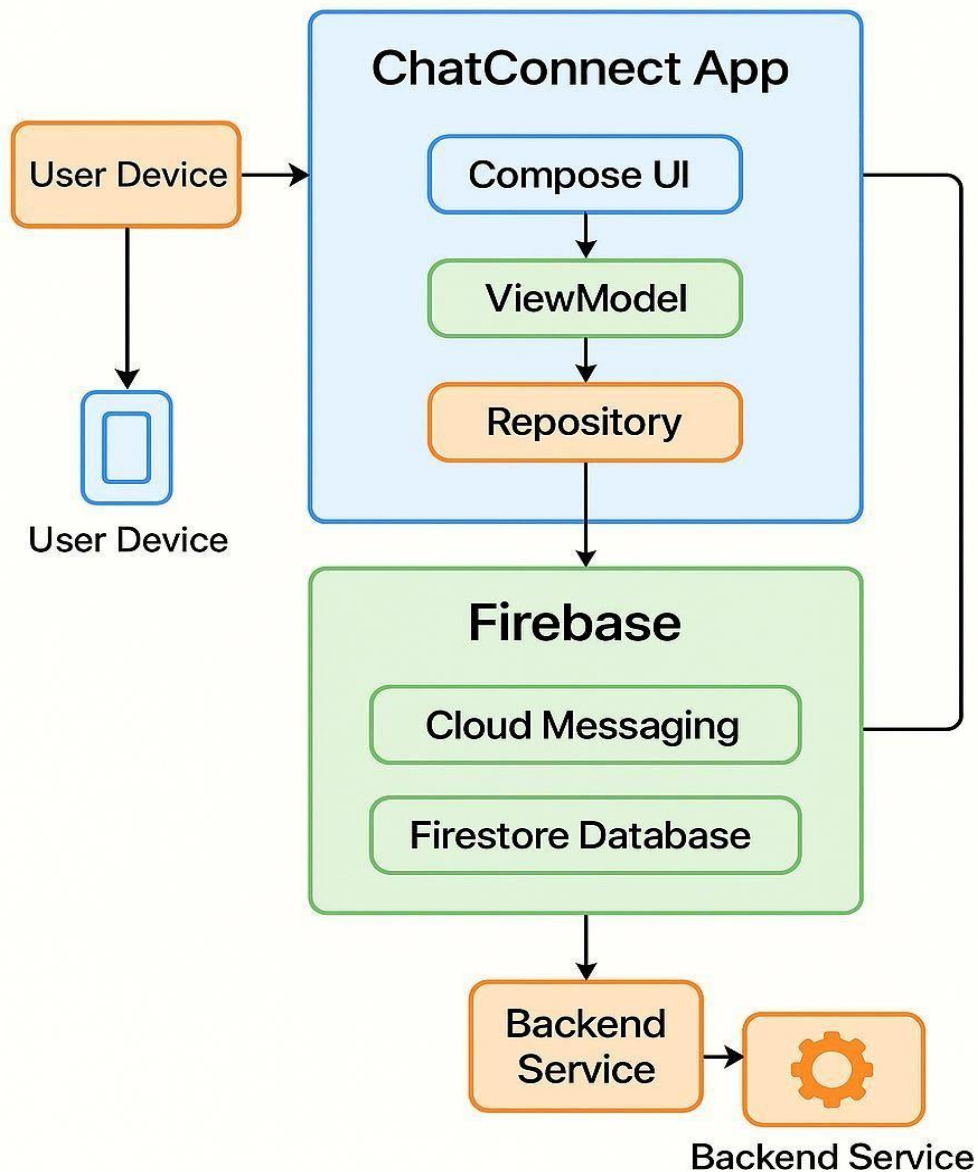 ChatConnect App
User Device
Compose UI
ViewModel
Repository
User Device
Firebase
Cloud Messaging
Firestore Database
Backend
Service
Backend Service